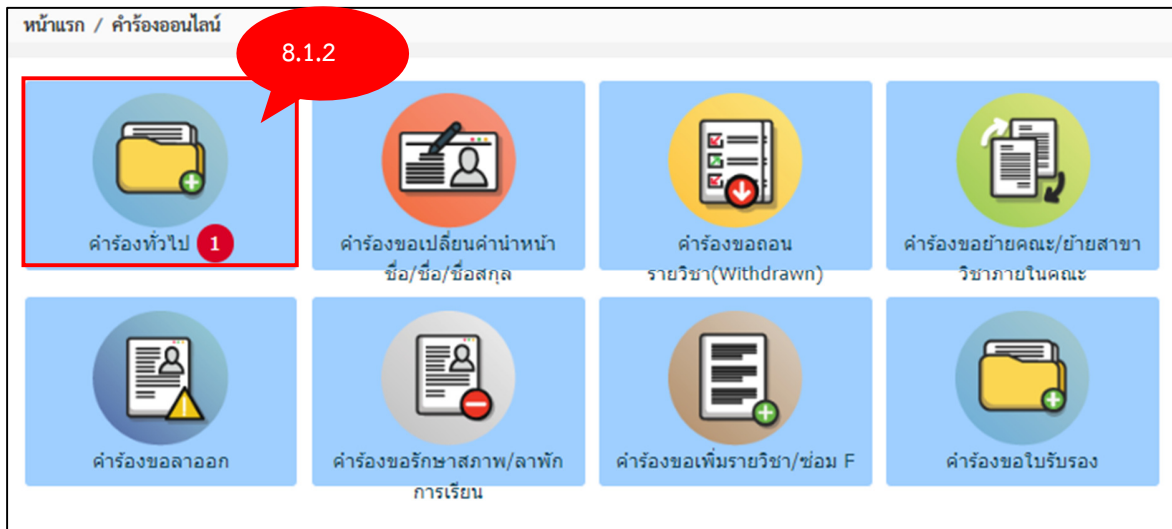 หน้าแรก / คำร้องออนไลน์
8.1.2
คำร้องทั่วไป 1
คำร้องขอเปลี่ยนคำนำหน้า
ชื่อ/ชื่อ/ชื่อสกุล
คำร้องขอถอน
รายวิชา(Withdrawn)
คำร้องขอย้ายคณะ/ย้ายสาขา
วิชาภายในคณะ
คำร้องขอลาออก
คำร้องขอรักษาสภาพ/ลาพัก
การเรียน
คำร้องขอเพิ่มรายวิชา/ซ่อม F
คำร้องขอใบรับรอง